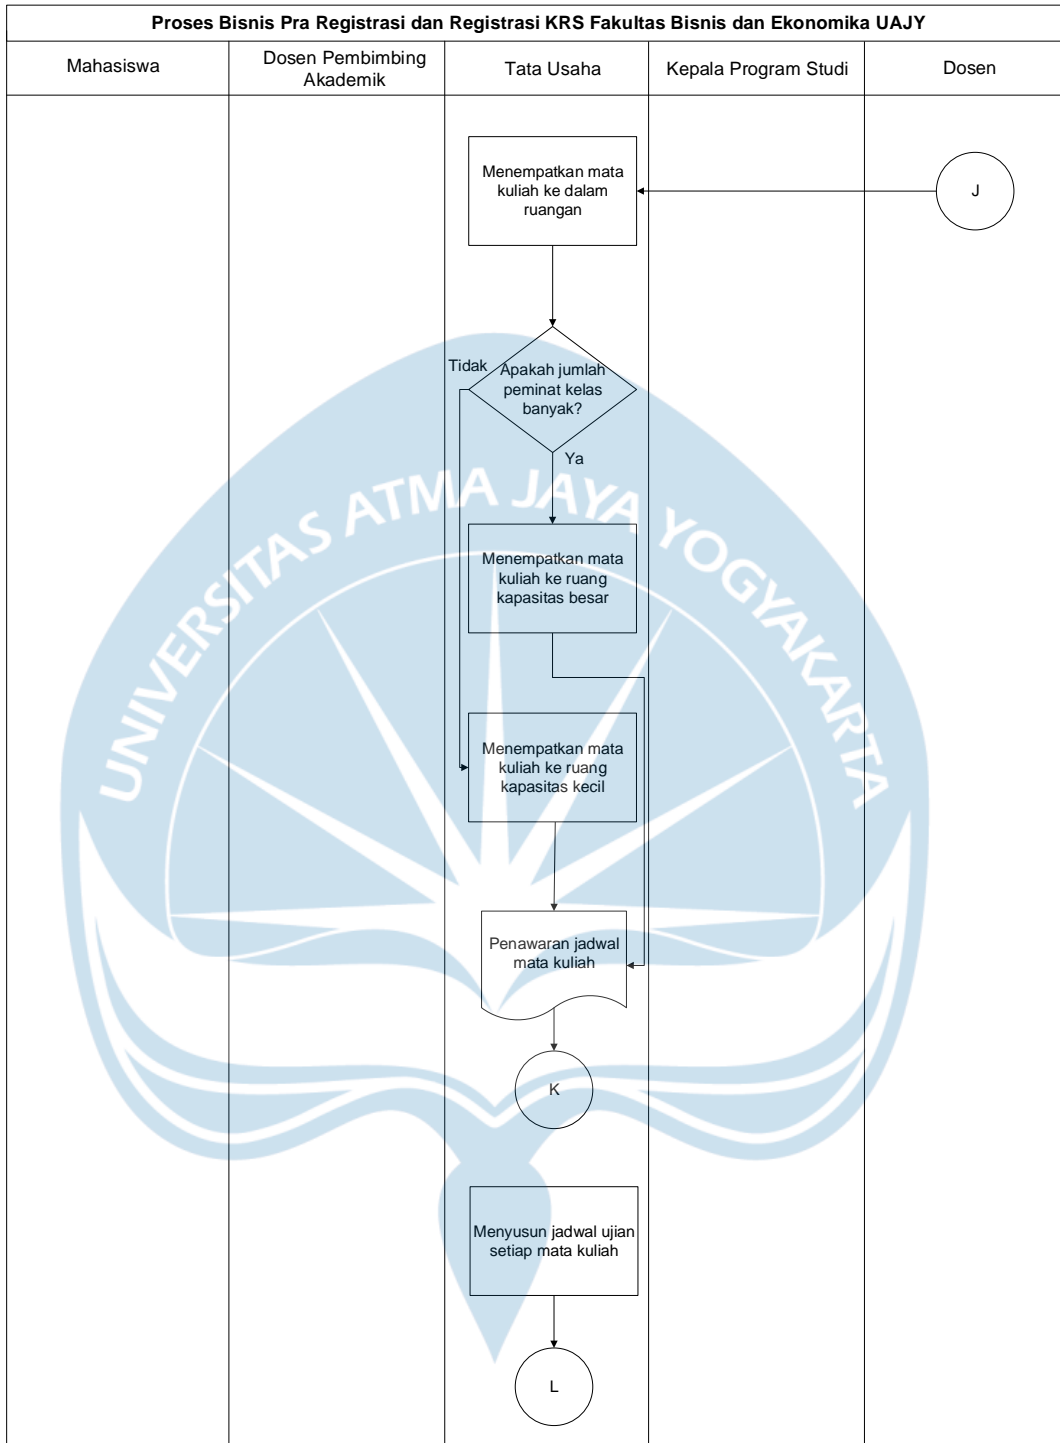 Proses Bisnis Pra Registrasi dan Registrasi KRS Fakultas Bisnis dan Ekonomika UAJY
Mahasiswa
Dosen Pembimbing
Akademik
Tata Usaha
Kepala Program Studi
Dosen
Menempatkan mata
kuliah ke dalam
ruangan
J
Tidak
Apakah jumlah
peminat kelas
banyak?
Ya
UNIVERSITAS ATMA JAYA YOGYAKARTA
Menempatkan mata
kuliah ke ruang
kapasitas besar
Menempatkan mata
kuliah ke ruang
kapasitas kecil
Penawaran jadwal
mata kuliah
K
Menyusun jadwal ujian
setiap mata kuliah
L